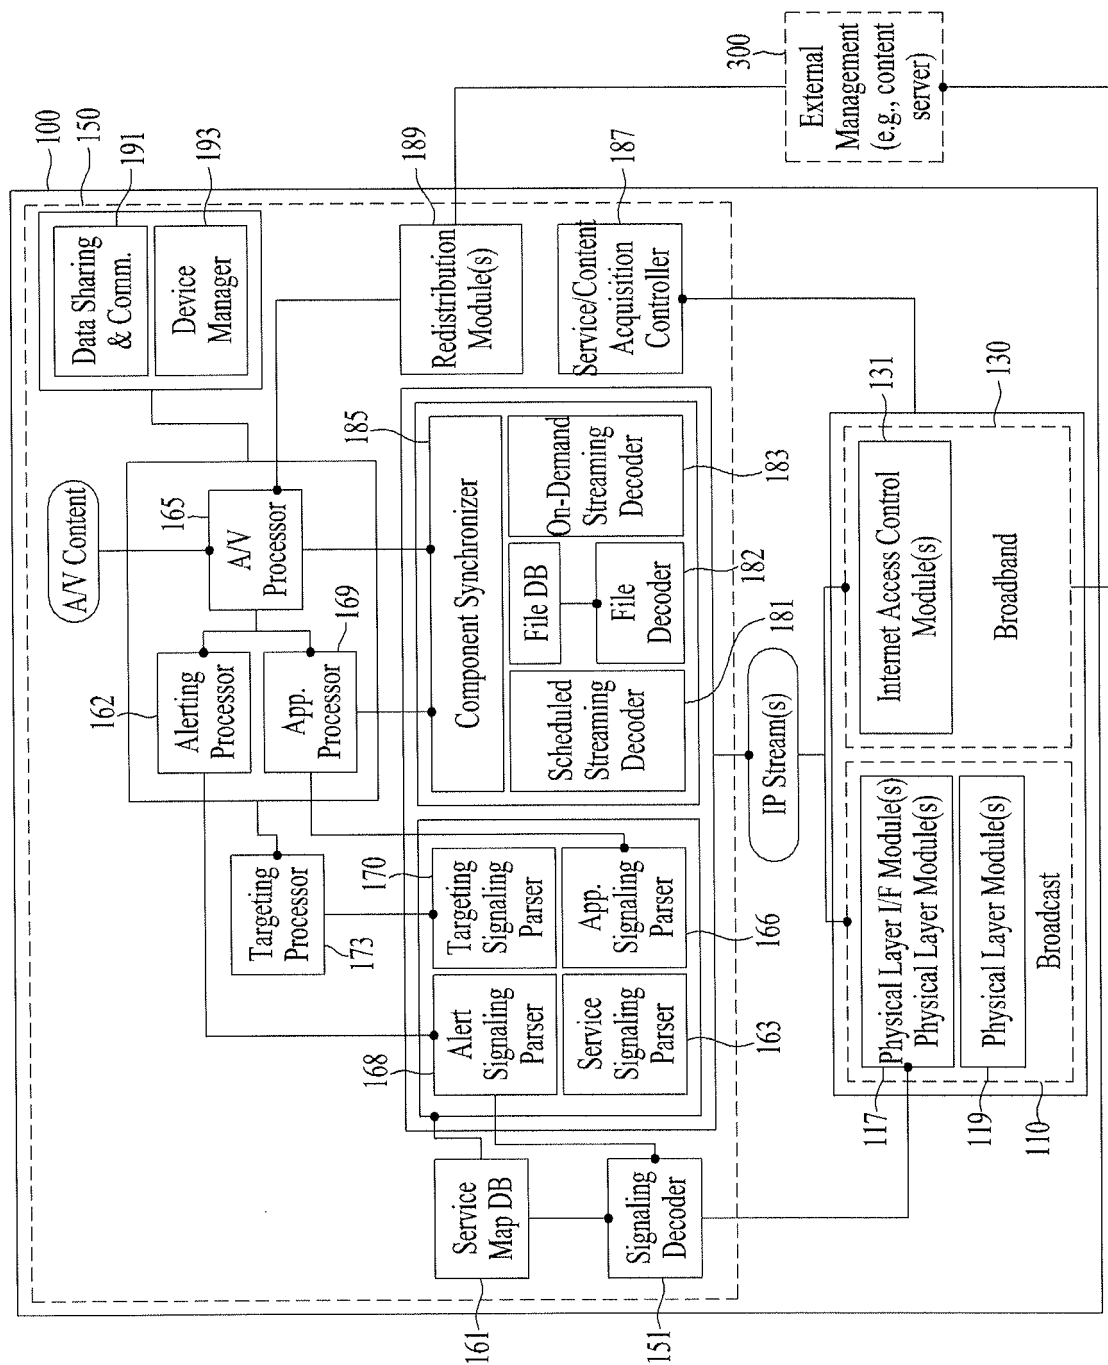 100
150
Data Sharing
& Comm.
191
Device
Manager
193
A/V Content
A/V
Processor
165
Alerting
Processor
162
App.
Processor
169
Targeting
Processor
173
Redistribution
Module(s)
189
Service/Content
Acquisition
Controller
187
External
Management
(e.g., content
server)
300
Component Synchronizer
185
Scheduled
Streaming
Decoder
181
File DB
File
Decoder
182
On-Demand
Streaming
Decoder
183
Alert
Signaling
Parser
168
Targeting
Signaling
Parser
170
Service
Signaling
Parser
163
App.
Signaling
Parser
166
Service
Map DB
161
Signaling
Decoder
151
IP Stream(s)
Physical Layer I/F Module(s)
Physical Layer Module(s)
117
Physical Layer Module(s)
119
Broadcast
110
Internet Access Control
Module(s)
131
Broadband
130